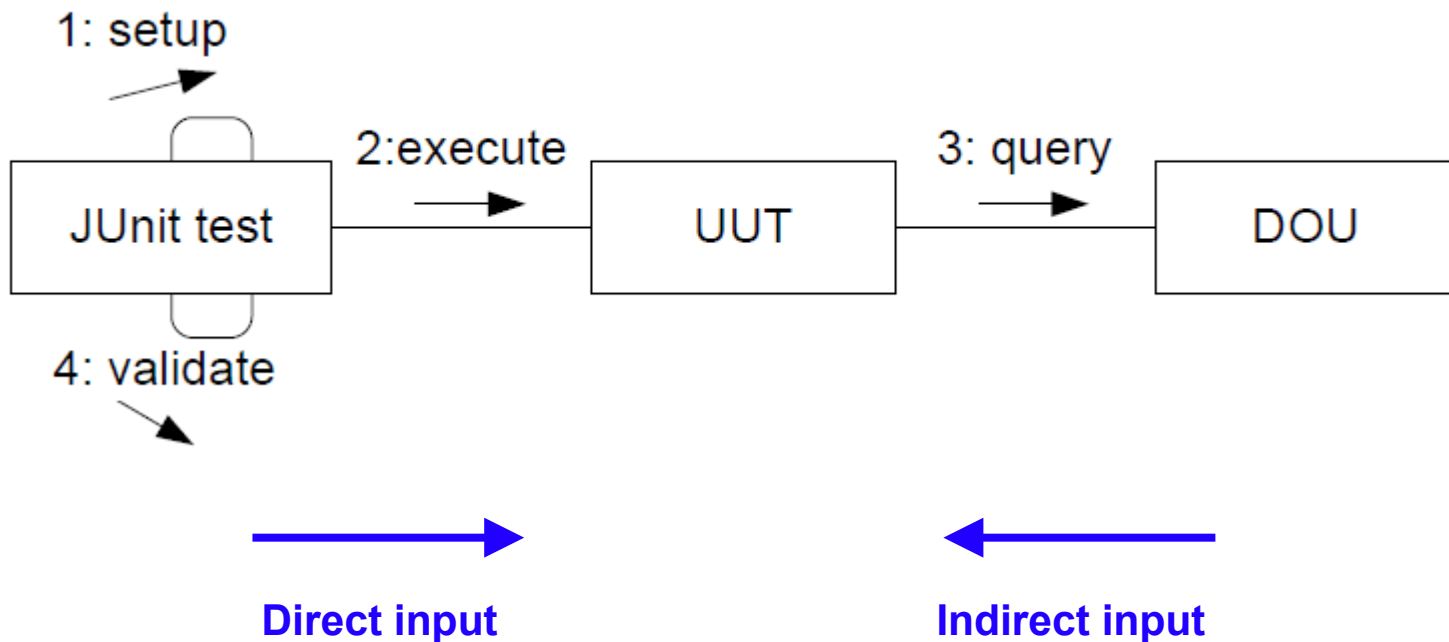 1: setup
2:execute
3: query
JUnit test
UUT
DOU
4: validate
Direct input
Indirect input